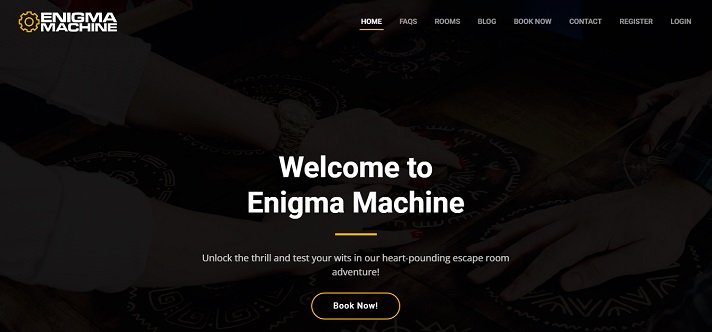 ENIGMA
MACHINE
HOME FAQS ROOMS BLOG BOOK NOW CONTACT REGISTER LOGIN
Welcome to
Enigma Machine
Unlock the thrill and test your wits in our heart-pounding escape room
adventure!
Book Now!